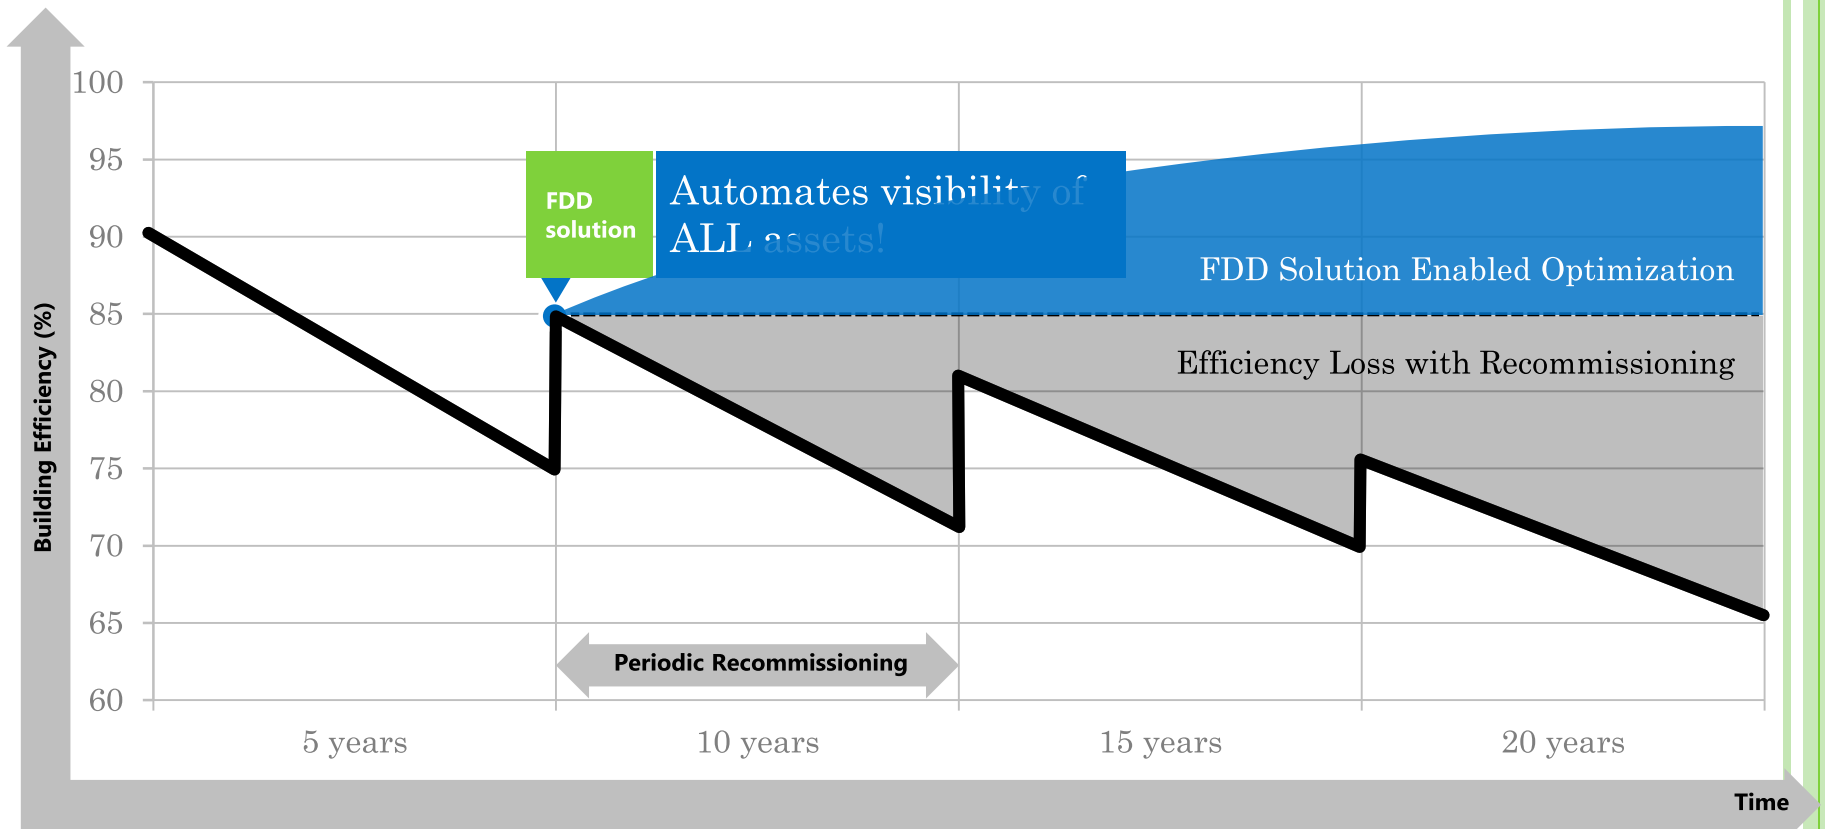 100
95
90
85
80
75
70
65
60
Building Efficiency (%)
FDD
solution
Automates visibility of
ALL assets!
FDD Solution Enabled Optimization
Efficiency Loss with Recommissioning
Periodic Recommissioning
5 years
10 years
15 years
20 years
Time